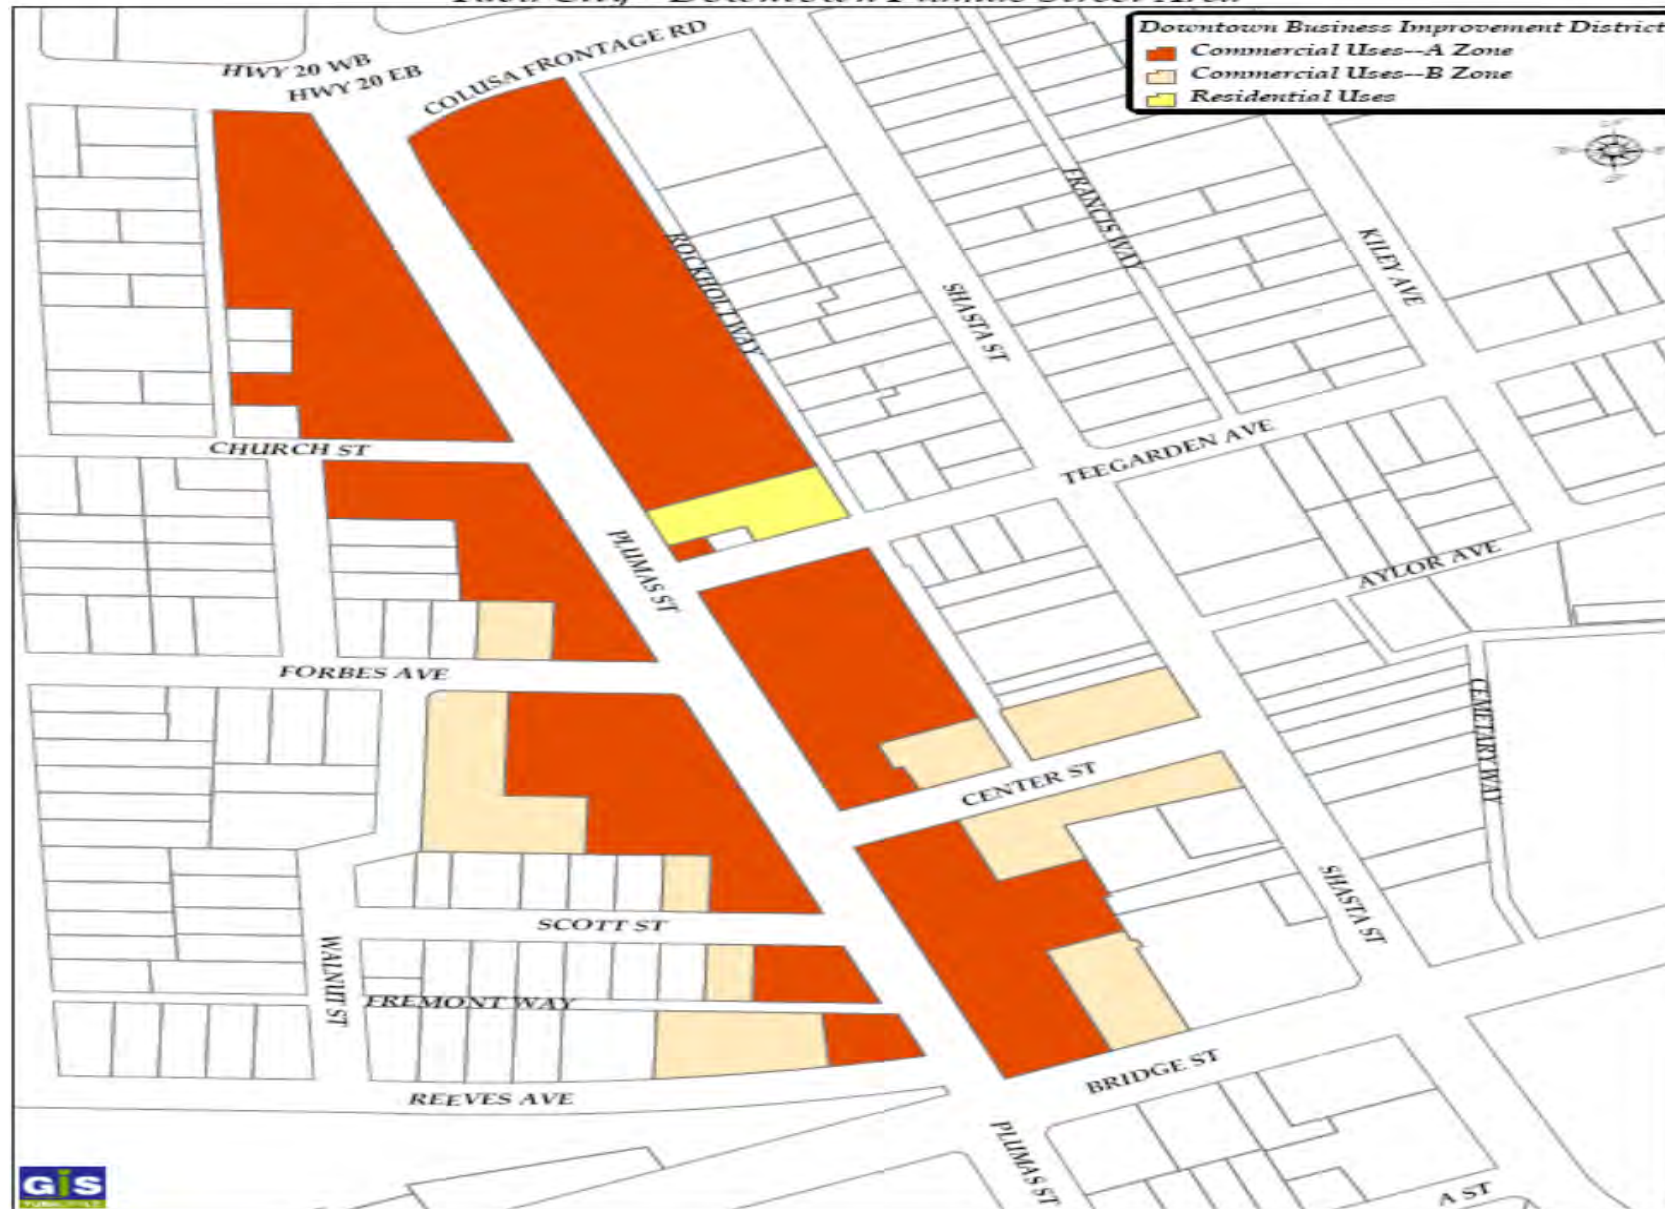 Downtown Business Improvement District
Commercial Uses--A Zone
Commercial Uses--B Zone
Residential Uses
HWY 20 WB
HWY 20 EB
COLUSA FRONTAGE RD
ROCKHOLT WAY
FRANCIS WAY
KILEY AVE
SHASTA ST
CHURCH ST
TEEGARDEN AVE
PLUMAS ST
AYLOR AVE
FORBES AVE
CEMETARY WAY
CENTER ST
SHASTA ST
SCOTT ST
WALNUT ST
FREMONT WAY
BRIDGE ST
REEVES AVE
PLUMAS ST
A ST
GIS